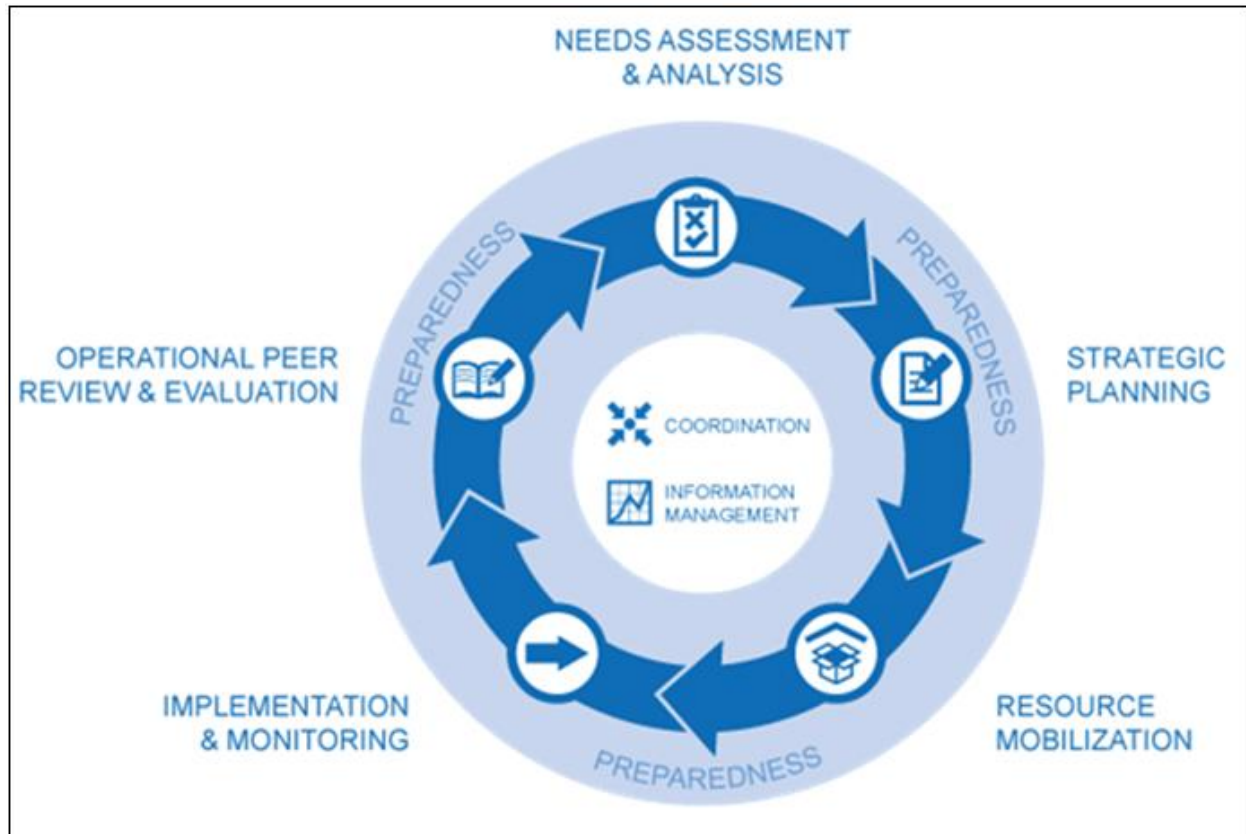 NEEDS ASSESSMENT
& ANALYSIS
PREPAREDNESS
PREPAREDNESS
OPERATIONAL PEER
REVIEW & EVALUATION
STRATEGIC
PLANNING
COORDINATION
INFORMATION
MANAGEMENT
IMPLEMENTATION
& MONITORING
RESOURCE
MOBILIZATION
PREPAREDNESS